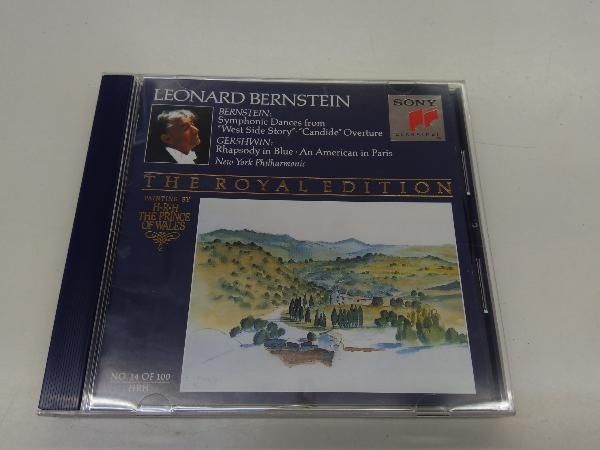 LEONARD BERNSTEIN
BERNSTEIN:
Symphonic Dances from
"West Side Story"·"Candide" Overture
GERSHWIN:
Rhapsody in Blue · An American in Paris
New York Philharmonic
SONY
CLASSICAL
THE ROYAL EDITION
PAINTING BY
H·R·H
THE PRINCE
OF WALES
NO. 14 OF 100
HRH